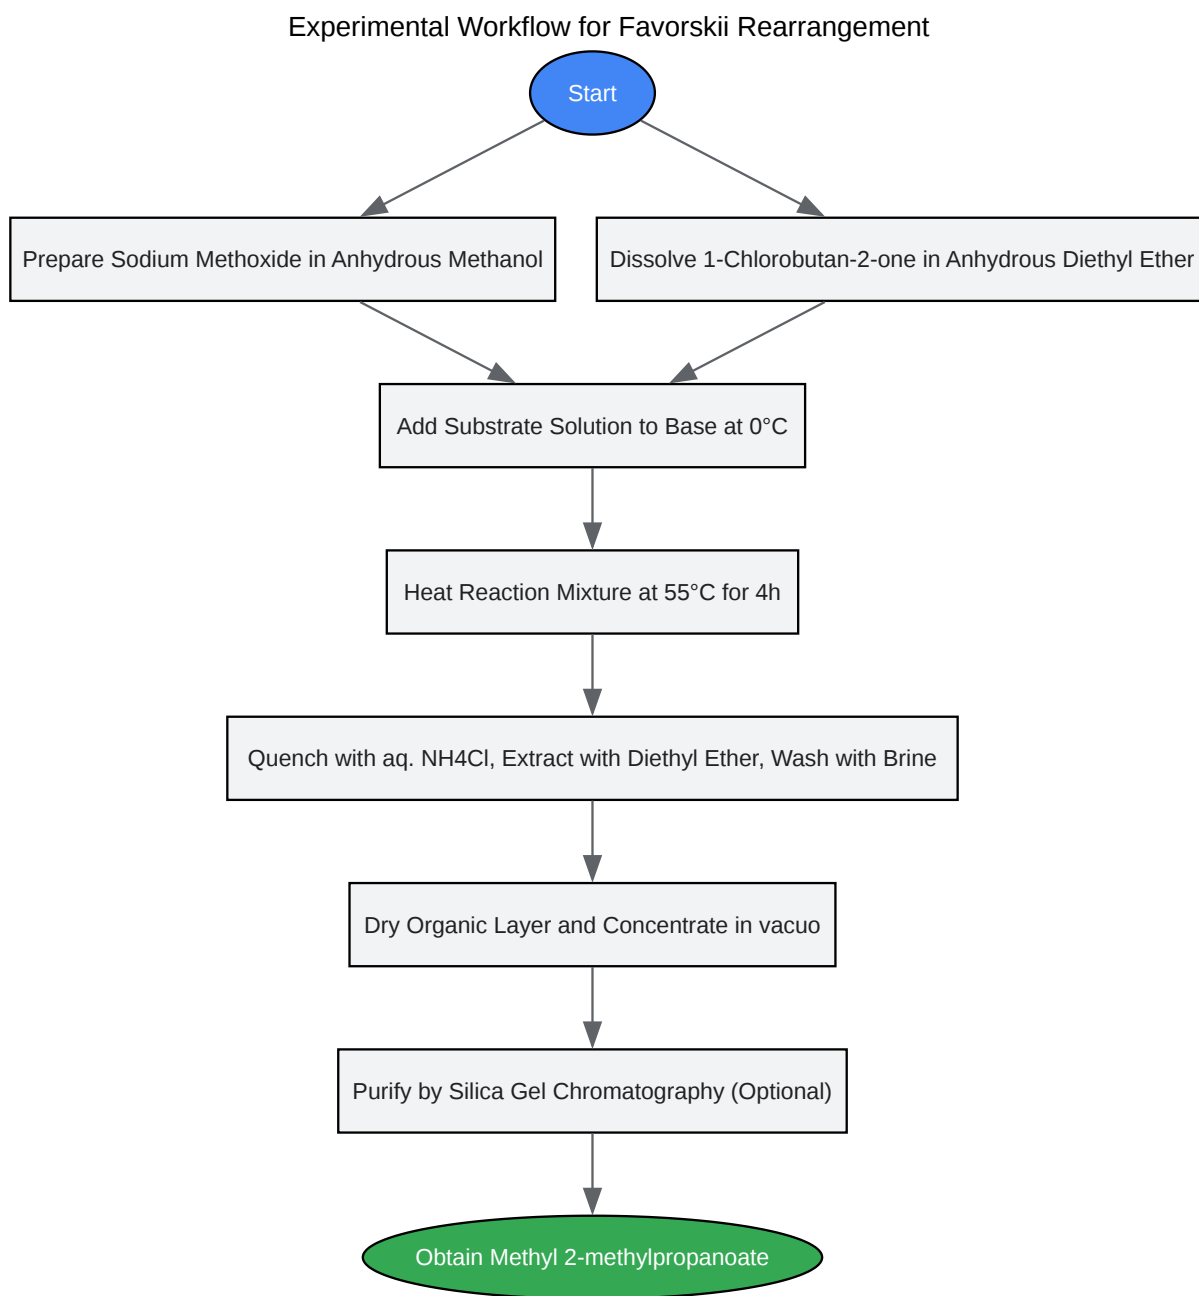 Experimental Workflow for Favorskii Rearrangement
Start
Prepare Sodium Methoxide in Anhydrous Methanol
Dissolve 1-Chlorobutan-2-one in Anhydrous Diethyl Ether
Add Substrate Solution to Base at 0°C
Heat Reaction Mixture at 55°C for 4h
Quench with aq. NH4Cl, Extract with Diethyl Ether, Wash with Brine
Dry Organic Layer and Concentrate in vacuo
Purify by Silica Gel Chromatography (Optional)
Obtain Methyl 2-methylpropanoate